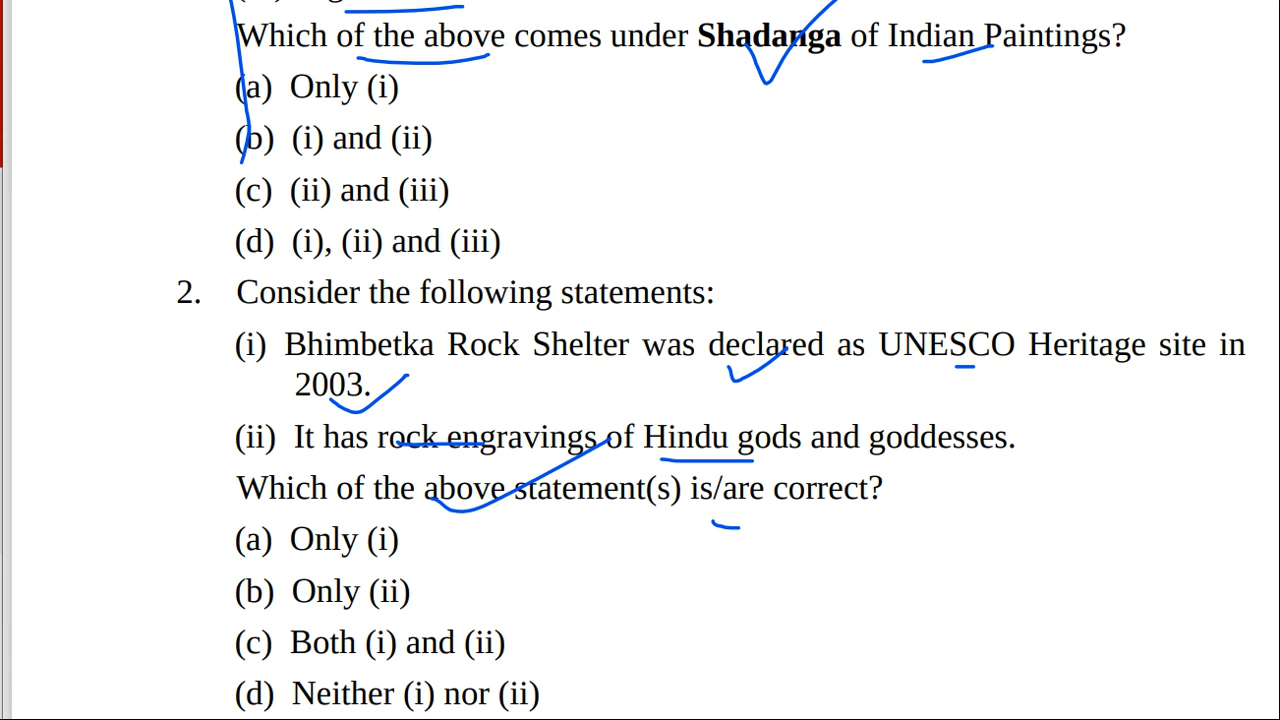 Which of the above comes under Shadanga of Indian Paintings?
(a) Only (i)
(b) (i) and (ii)
(c) (ii) and (iii)
(d) (i), (ii) and (iii)
2. Consider the following statements:
(i) Bhimbetka Rock Shelter was declared as UNESCO Heritage site in
2003.
(ii) It has rock engravings of Hindu gods and goddesses.
Which of the above statement(s) is/are correct?
(a) Only (i)
(b) Only (ii)
(c) Both (i) and (ii)
(d) Neither (i) nor (ii)